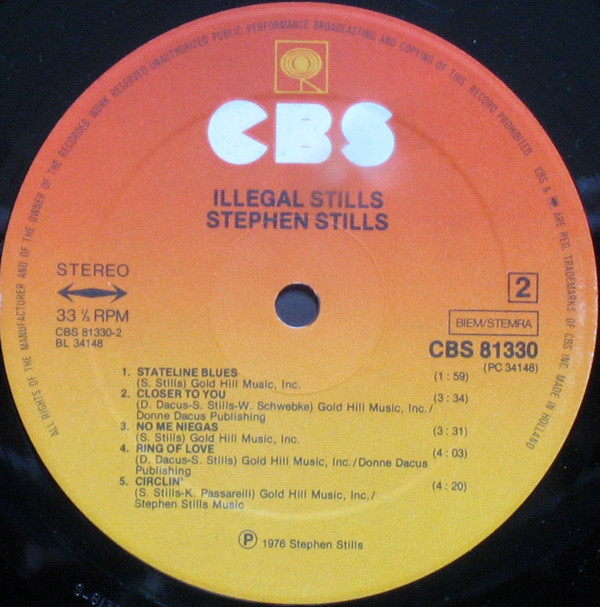 ALL RIGHTS OF THE MANUFACTURER AND OF THE OWNER OF THE RECORDED WORK RESERVED UNAUTHORIZED PUBLIC PERFORMANCE BROADCASTING AND COPYING OF THIS RECORD PROHIBITED
CBS & ARE REG. TRADEMARKS OF CBS INC. MADE IN HOLLAND
CBS
ILLEGAL STILLS
STEPHEN STILLS
STEREO
33 ⅓ RPM
CBS 81330-2
BL 34148
2
BIEM/STEMRA
CBS 81330
(PC 34148)
1. STATELINE BLUES (1:59)
(S. Stills) Gold Hill Music, Inc.
2. CLOSER TO YOU (3:34)
(D. Dacus-S. Stills-W. Schwebke) Gold Hill Music, Inc./
Donne Dacus Publishing
3. NO ME NIEGAS (3:31)
(S. Stills) Gold Hill Music, Inc.
4. RING OF LOVE (4:03)
(D. Dacus-S. Stills) Gold Hill Music, Inc./Donne Dacus
Publishing
5. CIRCLIN' (4:20)
(S. Stills-K. Passarelli) Gold Hill Music, Inc./
Stephen Stills Music
℗ 1976 Stephen Stills